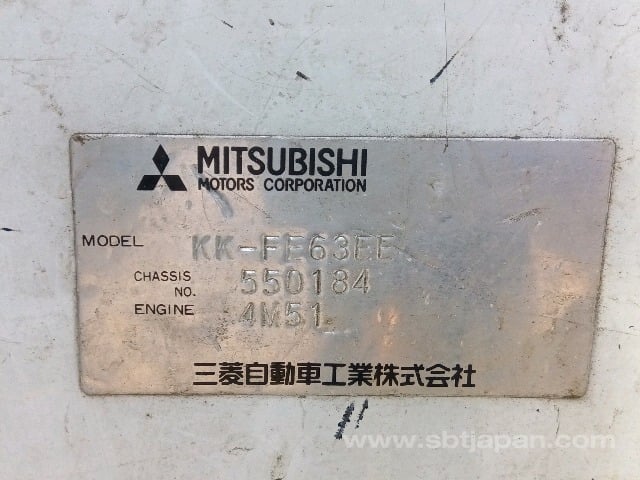 MITSUBISHI
MOTORS CORPORATION
MODEL KK-FE63EE
CHASSIS NO. 550184
ENGINE 4M51
三菱自動車工業株式会社
www.sbtjapan.com